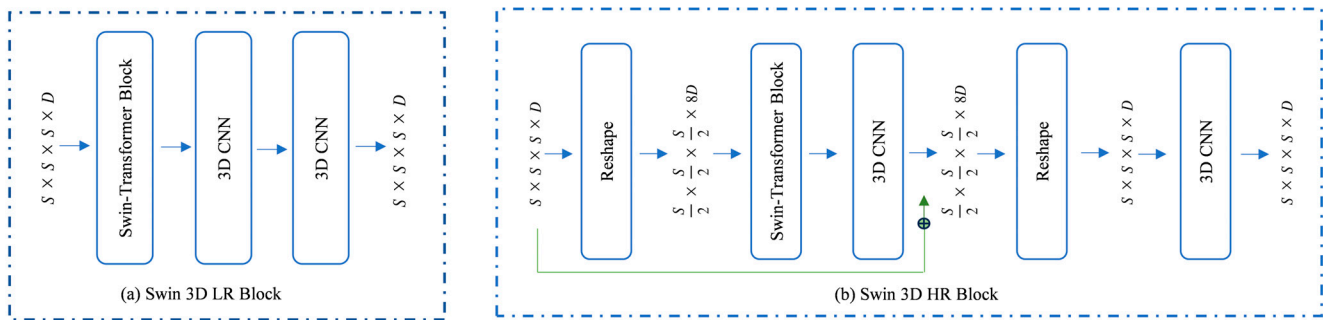 S × S × S × D
Swin-Transformer Block
3D CNN
3D CNN
S × S × S × D
(a) Swin 3D LR Block
S × S × S × D
Reshape
S/2 × S/2 × S/2 × 8D
Swin-Transformer Block
3D CNN
S/2 × S/2 × S/2 × 8D
Reshape
S × S × S × D
3D CNN
S × S × S × D
(b) Swin 3D HR Block